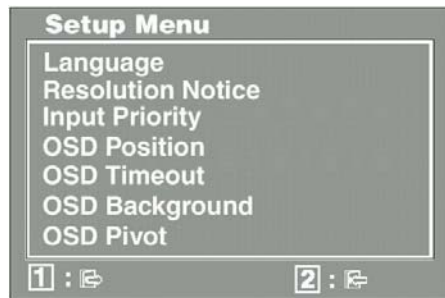 Setup Menu
Language
Resolution Notice
Input Priority
OSD Position
OSD Timeout
OSD Background
OSD Pivot
1 : 2 :